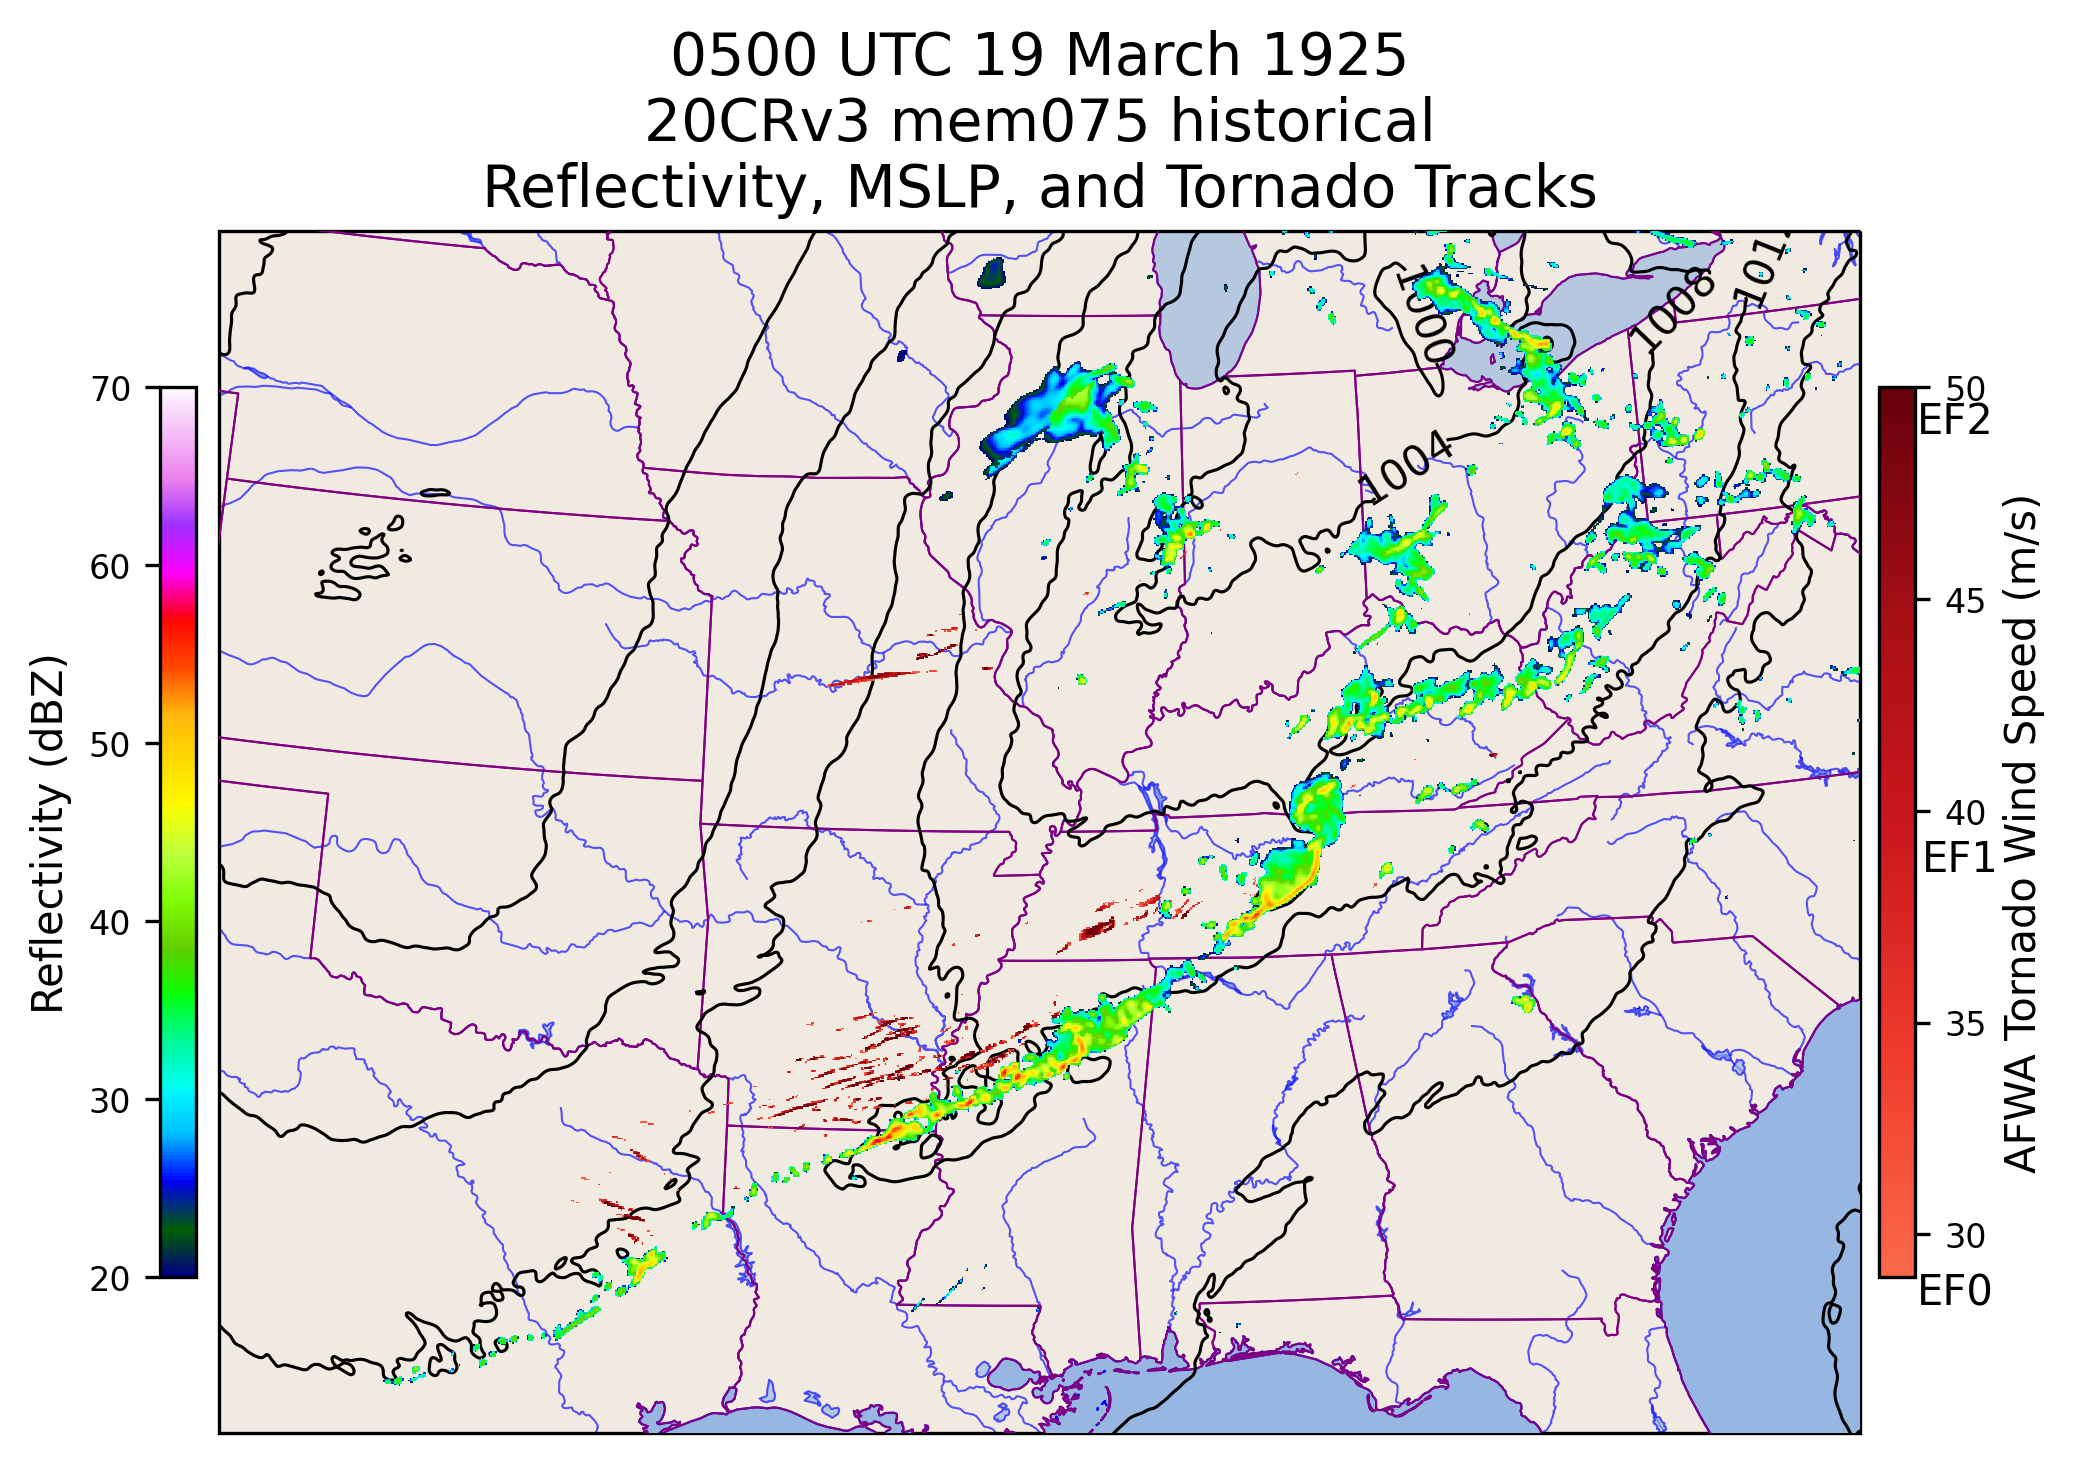 0500 UTC 19 March 1925
20CRv3 mem075 historical
Reflectivity, MSLP, and Tornado Tracks
Reflectivity (dBZ)
70
60
50
40
30
20
1000
1008
101
1004
50
EF2
45
40
EF1
35
30
EF0
AFWA Tornado Wind Speed (m/s)